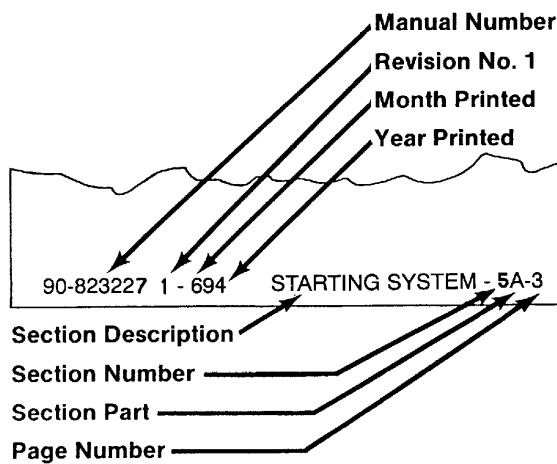 Manual Number
Revision No. 1
Month Printed
Year Printed
90-823227 1 - 694 STARTING SYSTEM - 5A-3
Section Description
Section Number
Section Part
Page Number